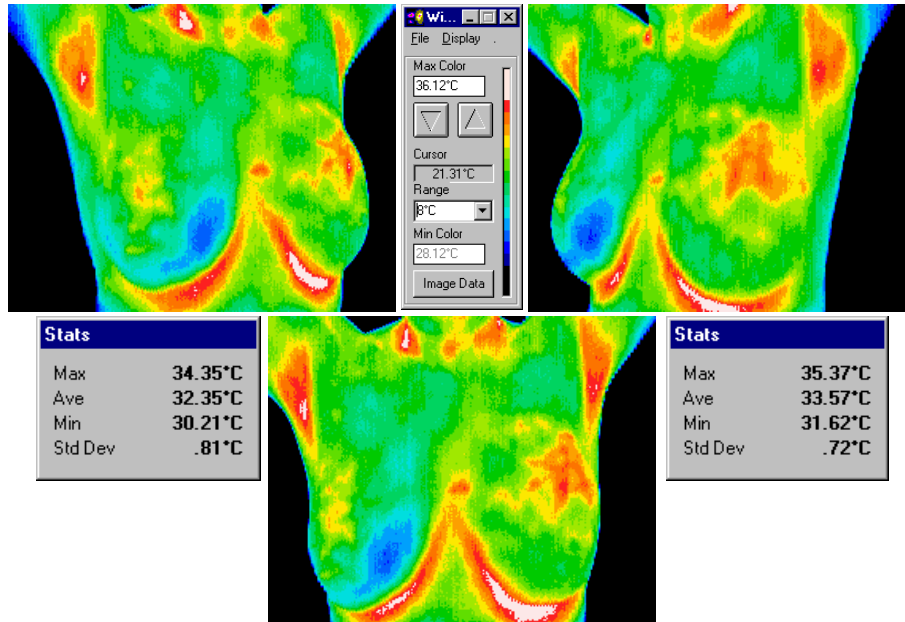 Wi...
File Display .
Max Color
36.12°C
Cursor
21.31°C
Range
8°C
Min Color
28.12°C
Image Data
Stats
Max 34.35°C
Ave 32.35°C
Min 30.21°C
Std Dev .81°C
Stats
Max 35.37°C
Ave 33.57°C
Min 31.62°C
Std Dev .72°C